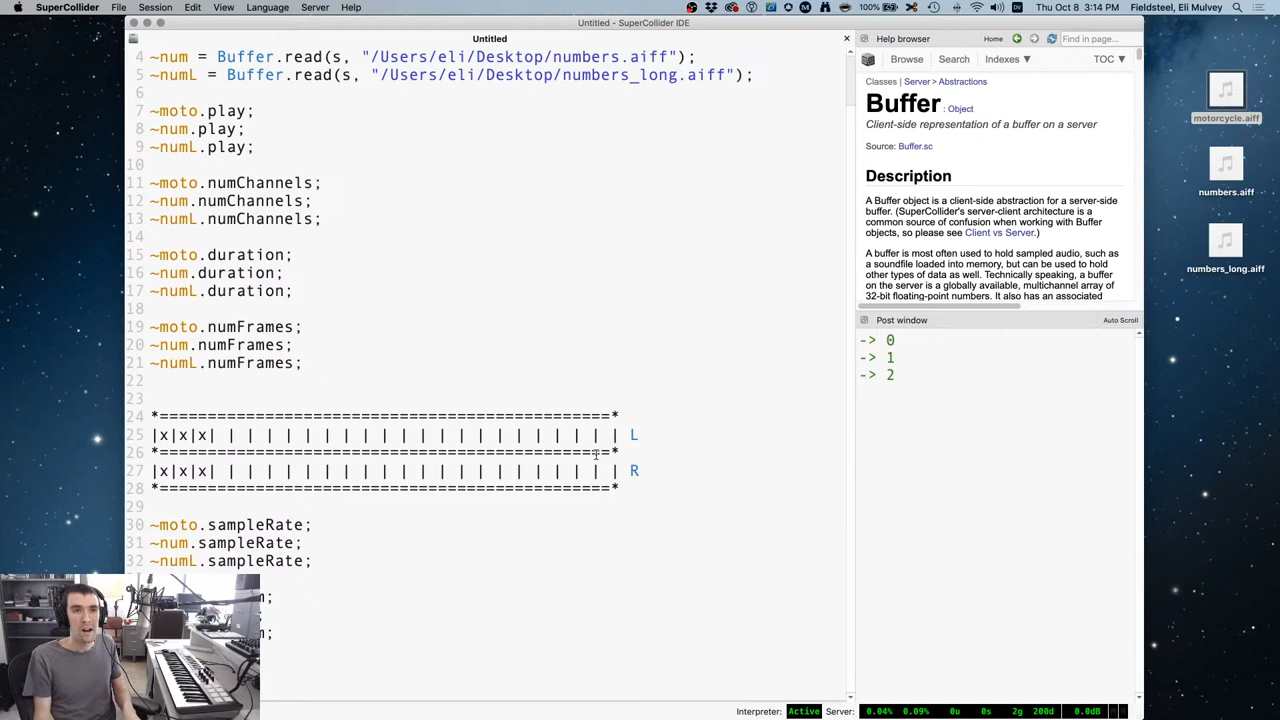 SuperCollider File Edit View Language Server Help
100% Thu Oct 8 3:14 PM Fieldsteel, Eli Mulvey
Untitled - SuperCollider IDE
Untitled
4 ~num = Buffer.read(s, "/Users/eli/Desktop/numbers.aiff");
5 ~numL = Buffer.read(s, "/Users/eli/Desktop/numbers_long.aiff");
6
7 ~moto.play;
8 ~num.play;
9 ~numL.play;
10
11 ~moto.numChannels;
12 ~num.numChannels;
13 ~numL.numChannels;
14
15 ~moto.duration;
16 ~num.duration;
17 ~numL.duration;
18
19 ~moto.numFrames;
20 ~num.numFrames;
21 ~numL.numFrames;
22
23
24 *===============================================*
25 |x|x|x| | | | | | | | | | | | | | | | | | | | | | L
26 *===============================================*
27 |x|x|x| | | | | | | | | | | | | | | | | | | | | | R
28 *===============================================*
29
30 ~moto.sampleRate;
31 ~num.sampleRate;
32 ~numL.sampleRate;
m;
;
m;
Help browser Home Find in page...
Browse Search Indexes ▼ TOC ▼
Classes | Server > Abstractions
Buffer : Object
Client-side representation of a buffer on a server
Source: Buffer.sc
Description
A Buffer object is a client-side abstraction for a server-side
buffer. (SuperCollider's server-client architecture is a
common source of confusion when working with Buffer
objects, so please see Client vs Server.)
A buffer is most often used to hold sampled audio, such as
a soundfile loaded into memory, but can be used to hold
other types of data as well. Technically speaking, a buffer
on the server is a globally available, multichannel array of
32-bit floating-point numbers. It also has an associated
Post window Auto Scroll
-> 0
-> 1
-> 2
Interpreter: Active Server: 0.04% 0.09% 0u 0s 2g 200d 0.0dB
motorcycle.aiff
numbers.aiff
numbers_long.aiff